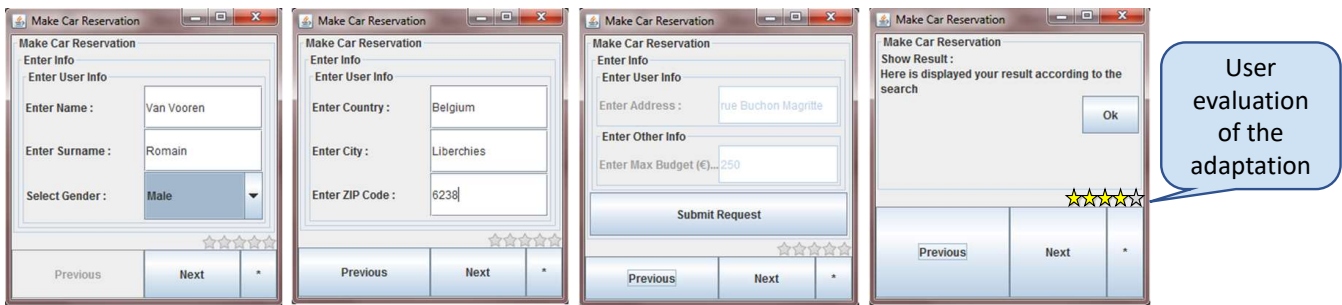 Make Car Reservation
Make Car Reservation
Enter Info
Enter User Info
Enter Name :
Van Vooren
Enter Surname :
Romain
Select Gender :
Male
Previous
Next
*
Make Car Reservation
Make Car Reservation
Enter Info
Enter User Info
Enter Country :
Belgium
Enter City :
Liberchies
Enter ZIP Code :
6238
Previous
Next
*
Make Car Reservation
Make Car Reservation
Enter Info
Enter User Info
Enter Address :
rue Buchon Magritte
Enter Other Info
Enter Max Budget (€)...
250
Submit Request
Previous
Next
*
Make Car Reservation
Make Car Reservation
Show Result :
Here is displayed your result according to the
search
Ok
Previous
Next
*
User
evaluation
of the
adaptation